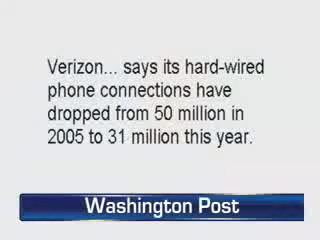 Verizon... says its hard-wired
phone connections have
dropped from 50 million in
2005 to 31 million this year.
Washington Post